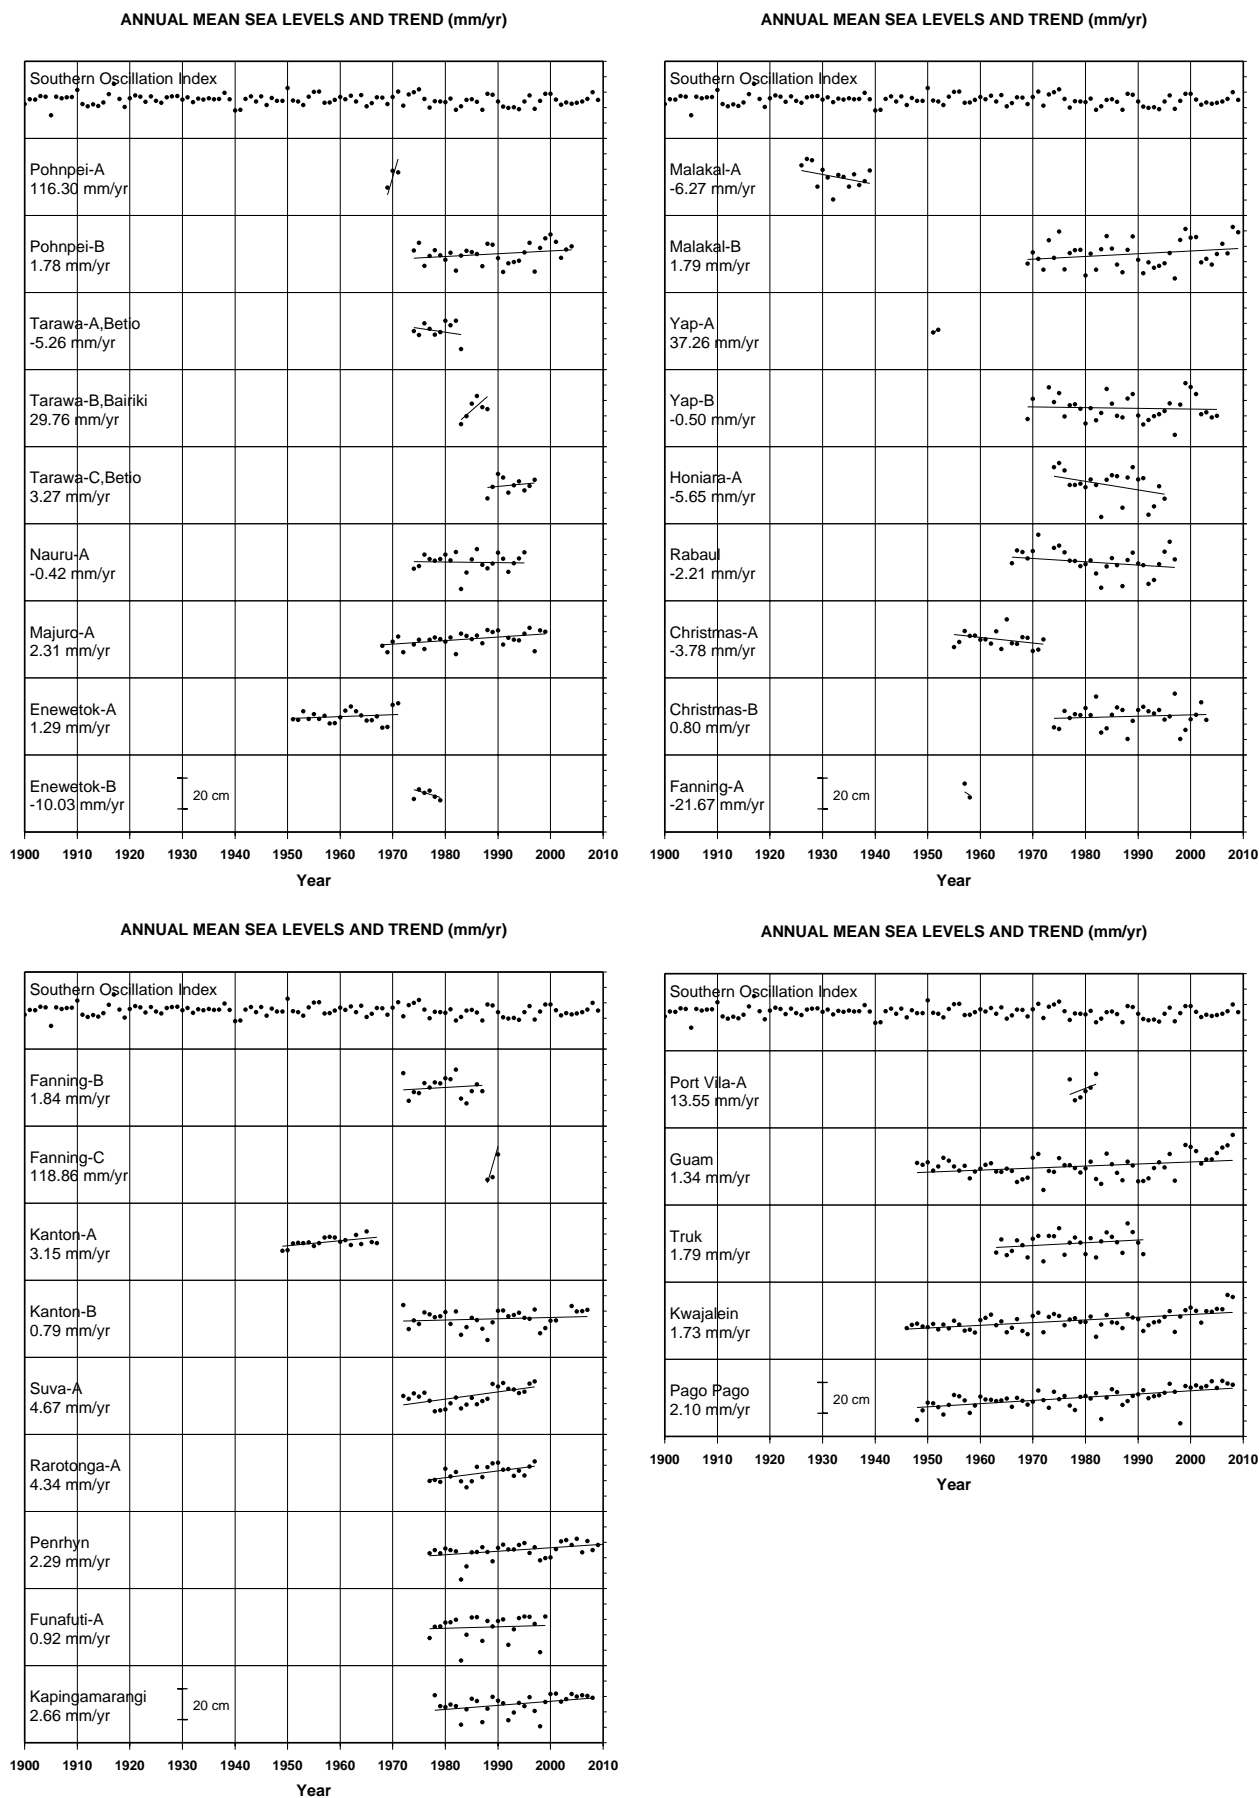 ANNUAL MEAN SEA LEVELS AND TREND (mm/yr)
Southern Oscillation Index
Pohnpei-A
116.30 mm/yr
Pohnpei-B
1.78 mm/yr
Tarawa-A,Betio
-5.26 mm/yr
Tarawa-B,Bairiki
29.76 mm/yr
Tarawa-C,Betio
3.27 mm/yr
Nauru-A
-0.42 mm/yr
Majuro-A
2.31 mm/yr
Enewetok-A
1.29 mm/yr
Enewetok-B
-10.03 mm/yr
20 cm
1900 1910 1920 1930 1940 1950 1960 1970 1980 1990 2000 2010
Year
ANNUAL MEAN SEA LEVELS AND TREND (mm/yr)
Southern Oscillation Index
Malakal-A
-6.27 mm/yr
Malakal-B
1.79 mm/yr
Yap-A
37.26 mm/yr
Yap-B
-0.50 mm/yr
Honiara-A
-5.65 mm/yr
Rabaul
-2.21 mm/yr
Christmas-A
-3.78 mm/yr
Christmas-B
0.80 mm/yr
Fanning-A
-21.67 mm/yr
20 cm
1900 1910 1920 1930 1940 1950 1960 1970 1980 1990 2000 2010
Year
ANNUAL MEAN SEA LEVELS AND TREND (mm/yr)
Southern Oscillation Index
Fanning-B
1.84 mm/yr
Fanning-C
118.86 mm/yr
Kanton-A
3.15 mm/yr
Kanton-B
0.79 mm/yr
Suva-A
4.67 mm/yr
Rarotonga-A
4.34 mm/yr
Penrhyn
2.29 mm/yr
Funafuti-A
0.92 mm/yr
Kapingamarangi
2.66 mm/yr
20 cm
1900 1910 1920 1930 1940 1950 1960 1970 1980 1990 2000 2010
Year
ANNUAL MEAN SEA LEVELS AND TREND (mm/yr)
Southern Oscillation Index
Port Vila-A
13.55 mm/yr
Guam
1.34 mm/yr
Truk
1.79 mm/yr
Kwajalein
1.73 mm/yr
Pago Pago
2.10 mm/yr
20 cm
1900 1910 1920 1930 1940 1950 1960 1970 1980 1990 2000 2010
Year